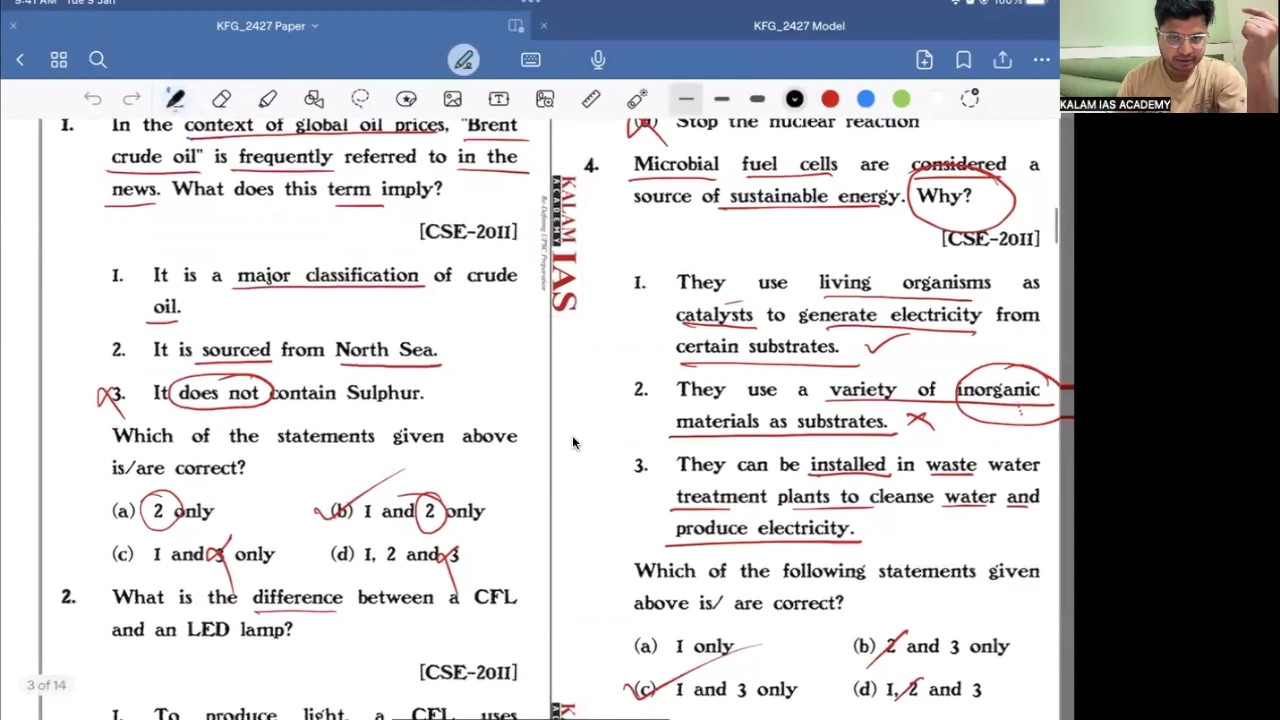 9:41 AM Tue 9 Jan
100%
KFG_2427 Paper
KFG_2427 Model
KALAM IAS ACADEMY
1. In the context of global oil prices, "Brent
crude oil" is frequently referred to in the
news. What does this term imply?
[CSE-2011]
1. It is a major classification of crude
oil.
2. It is sourced from North Sea.
3. It does not contain Sulphur.
Which of the statements given above
is/are correct?
(a) 2 only
(b) 1 and 2 only
(c) 1 and 3 only
(d) 1, 2 and 3
2. What is the difference between a CFL
and an LED lamp?
[CSE-2011]
1. To produce light, a CFL uses
3 of 14
KALAM IAS
ACADEMY
Re-Defining UPSC Preparation
Stop the nuclear reaction
4. Microbial fuel cells are considered a
source of sustainable energy. Why?
[CSE-2011]
1. They use living organisms as
catalysts to generate electricity from
certain substrates.
2. They use a variety of inorganic
materials as substrates.
3. They can be installed in waste water
treatment plants to cleanse water and
produce electricity.
Which of the following statements given
above is/ are correct?
(a) 1 only
(b) 2 and 3 only
(c) 1 and 3 only
(d) 1, 2 and 3